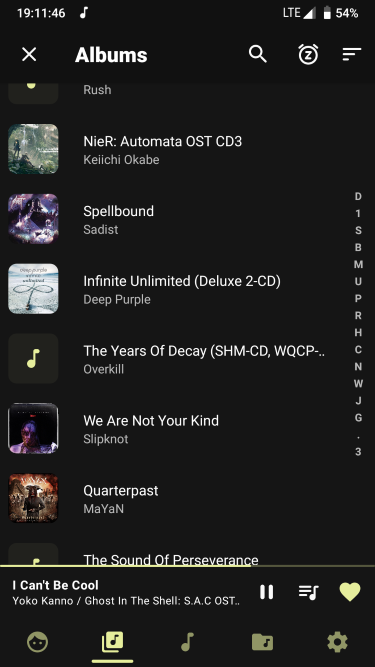 19:11:46
LTE
54%
Albums
Rush
NieR: Automata OST CD3
Keiichi Okabe
Spellbound
Sadist
Infinite Unlimited (Deluxe 2-CD)
Deep Purple
The Years Of Decay (SHM-CD, WQCP-..
Overkill
We Are Not Your Kind
Slipknot
Quarterpast
MaYaN
The Sound Of Perseverance
D
1
S
B
M
U
P
R
H
C
N
W
J
G
.
3
I Can't Be Cool
Yoko Kanno / Ghost In The Shell: S.A.C OST..